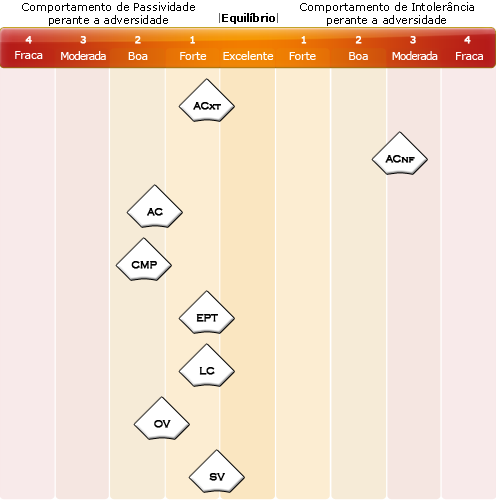 Comportamento de Passividade
perante a adversidade
|Equilíbrio|
Comportamento de Intolerância
perante a adversidade
4 3 2 1 1 2 3 4
Fraca Moderada Boa Forte Excelente Forte Boa Moderada Fraca
ACXT
ACNF
AC
CMP
EPT
LC
OV
SV